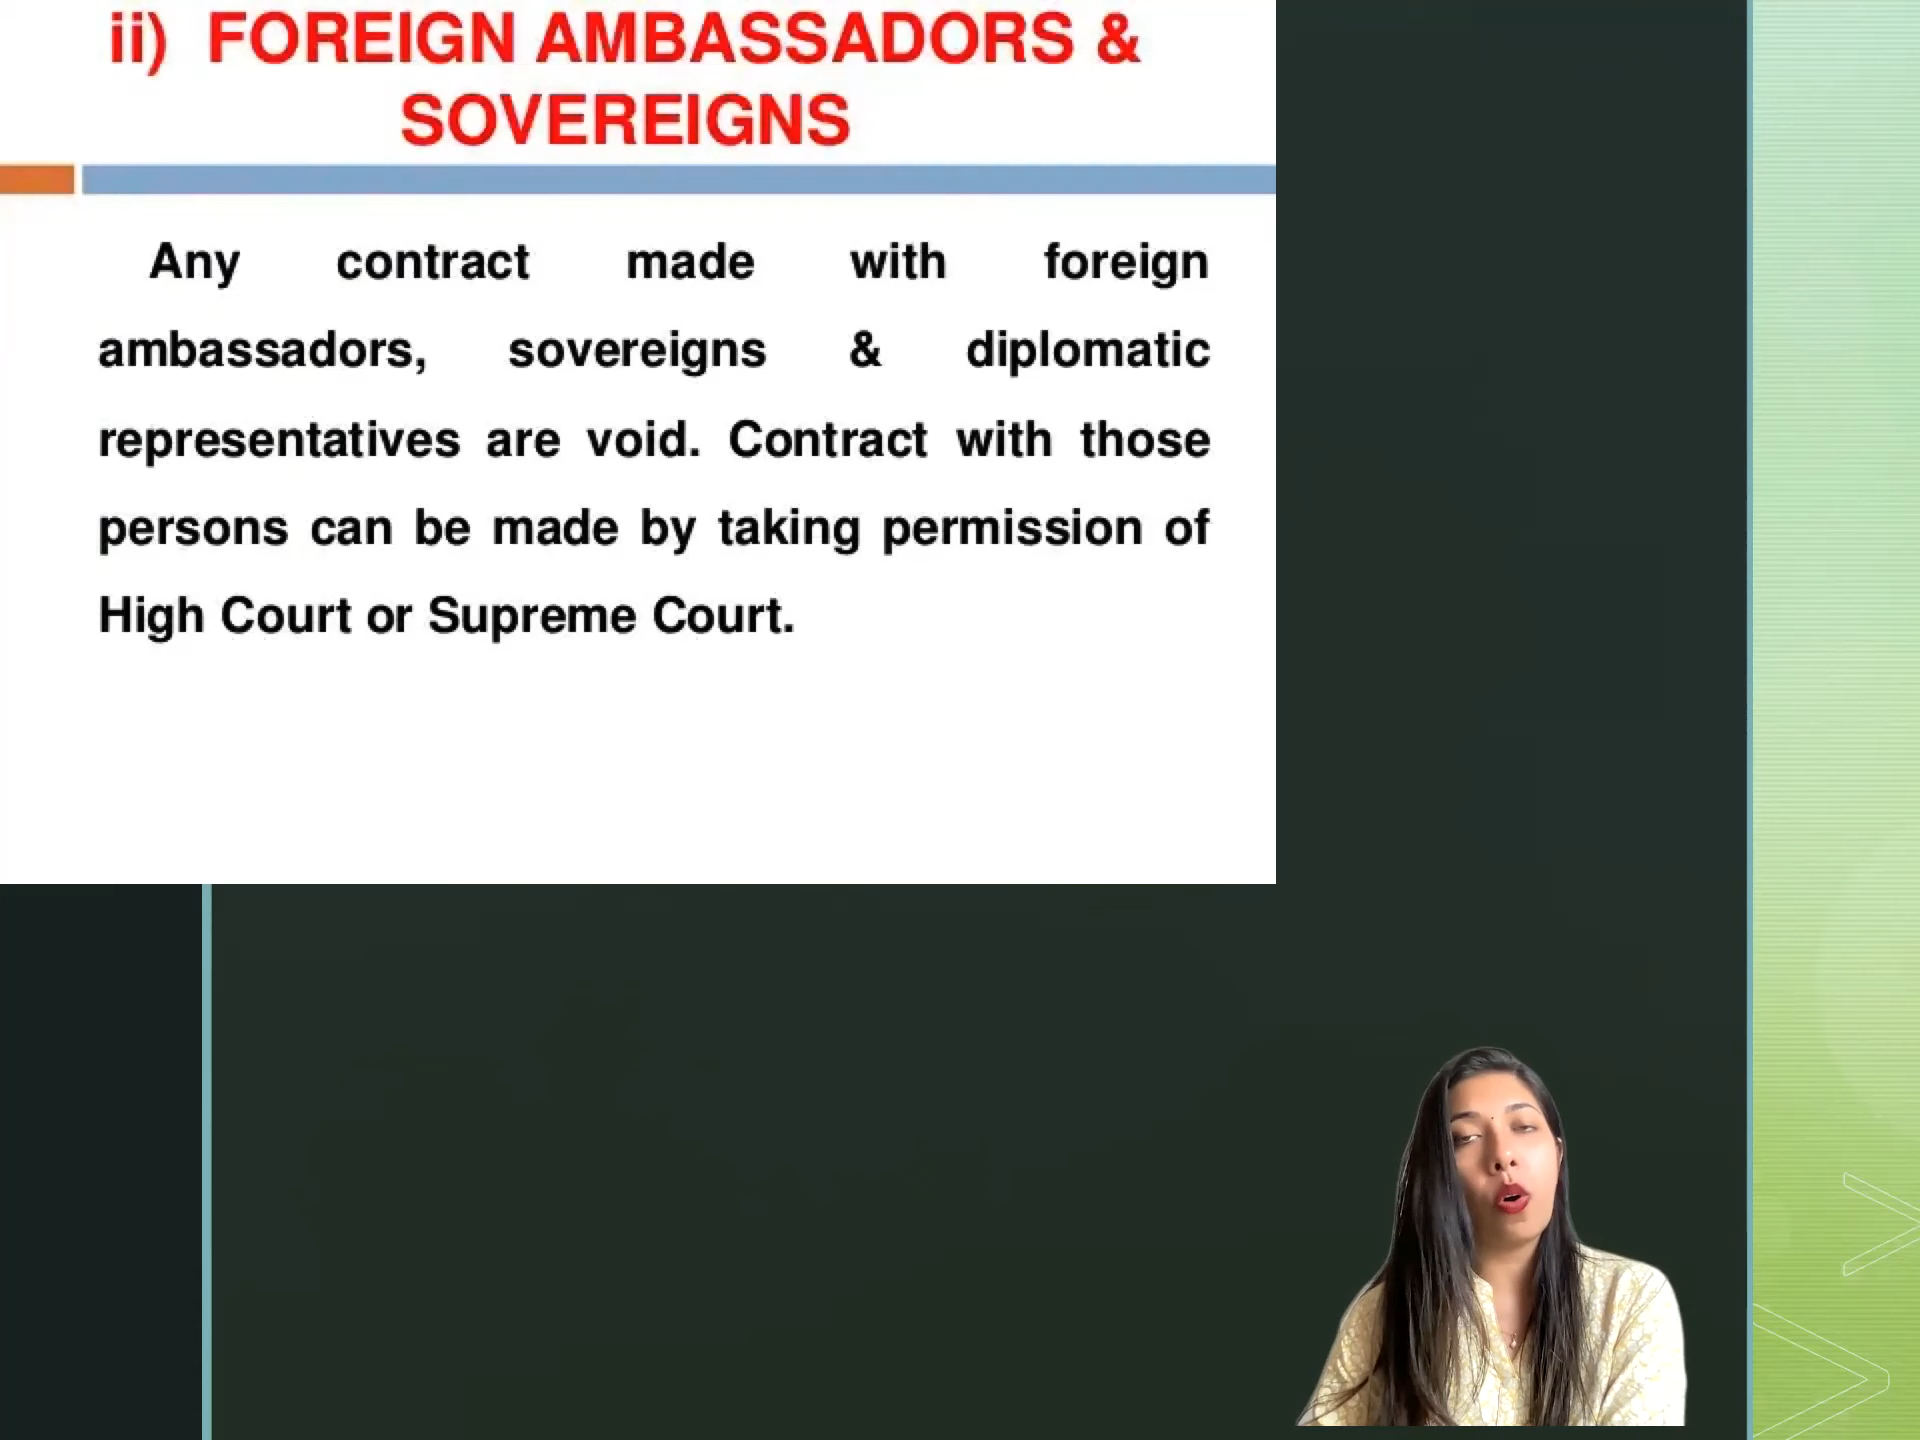 ii) FOREIGN AMBASSADORS &
SOVEREIGNS
Any contract made with foreign
ambassadors, sovereigns & diplomatic
representatives are void. Contract with those
persons can be made by taking permission of
High Court or Supreme Court.